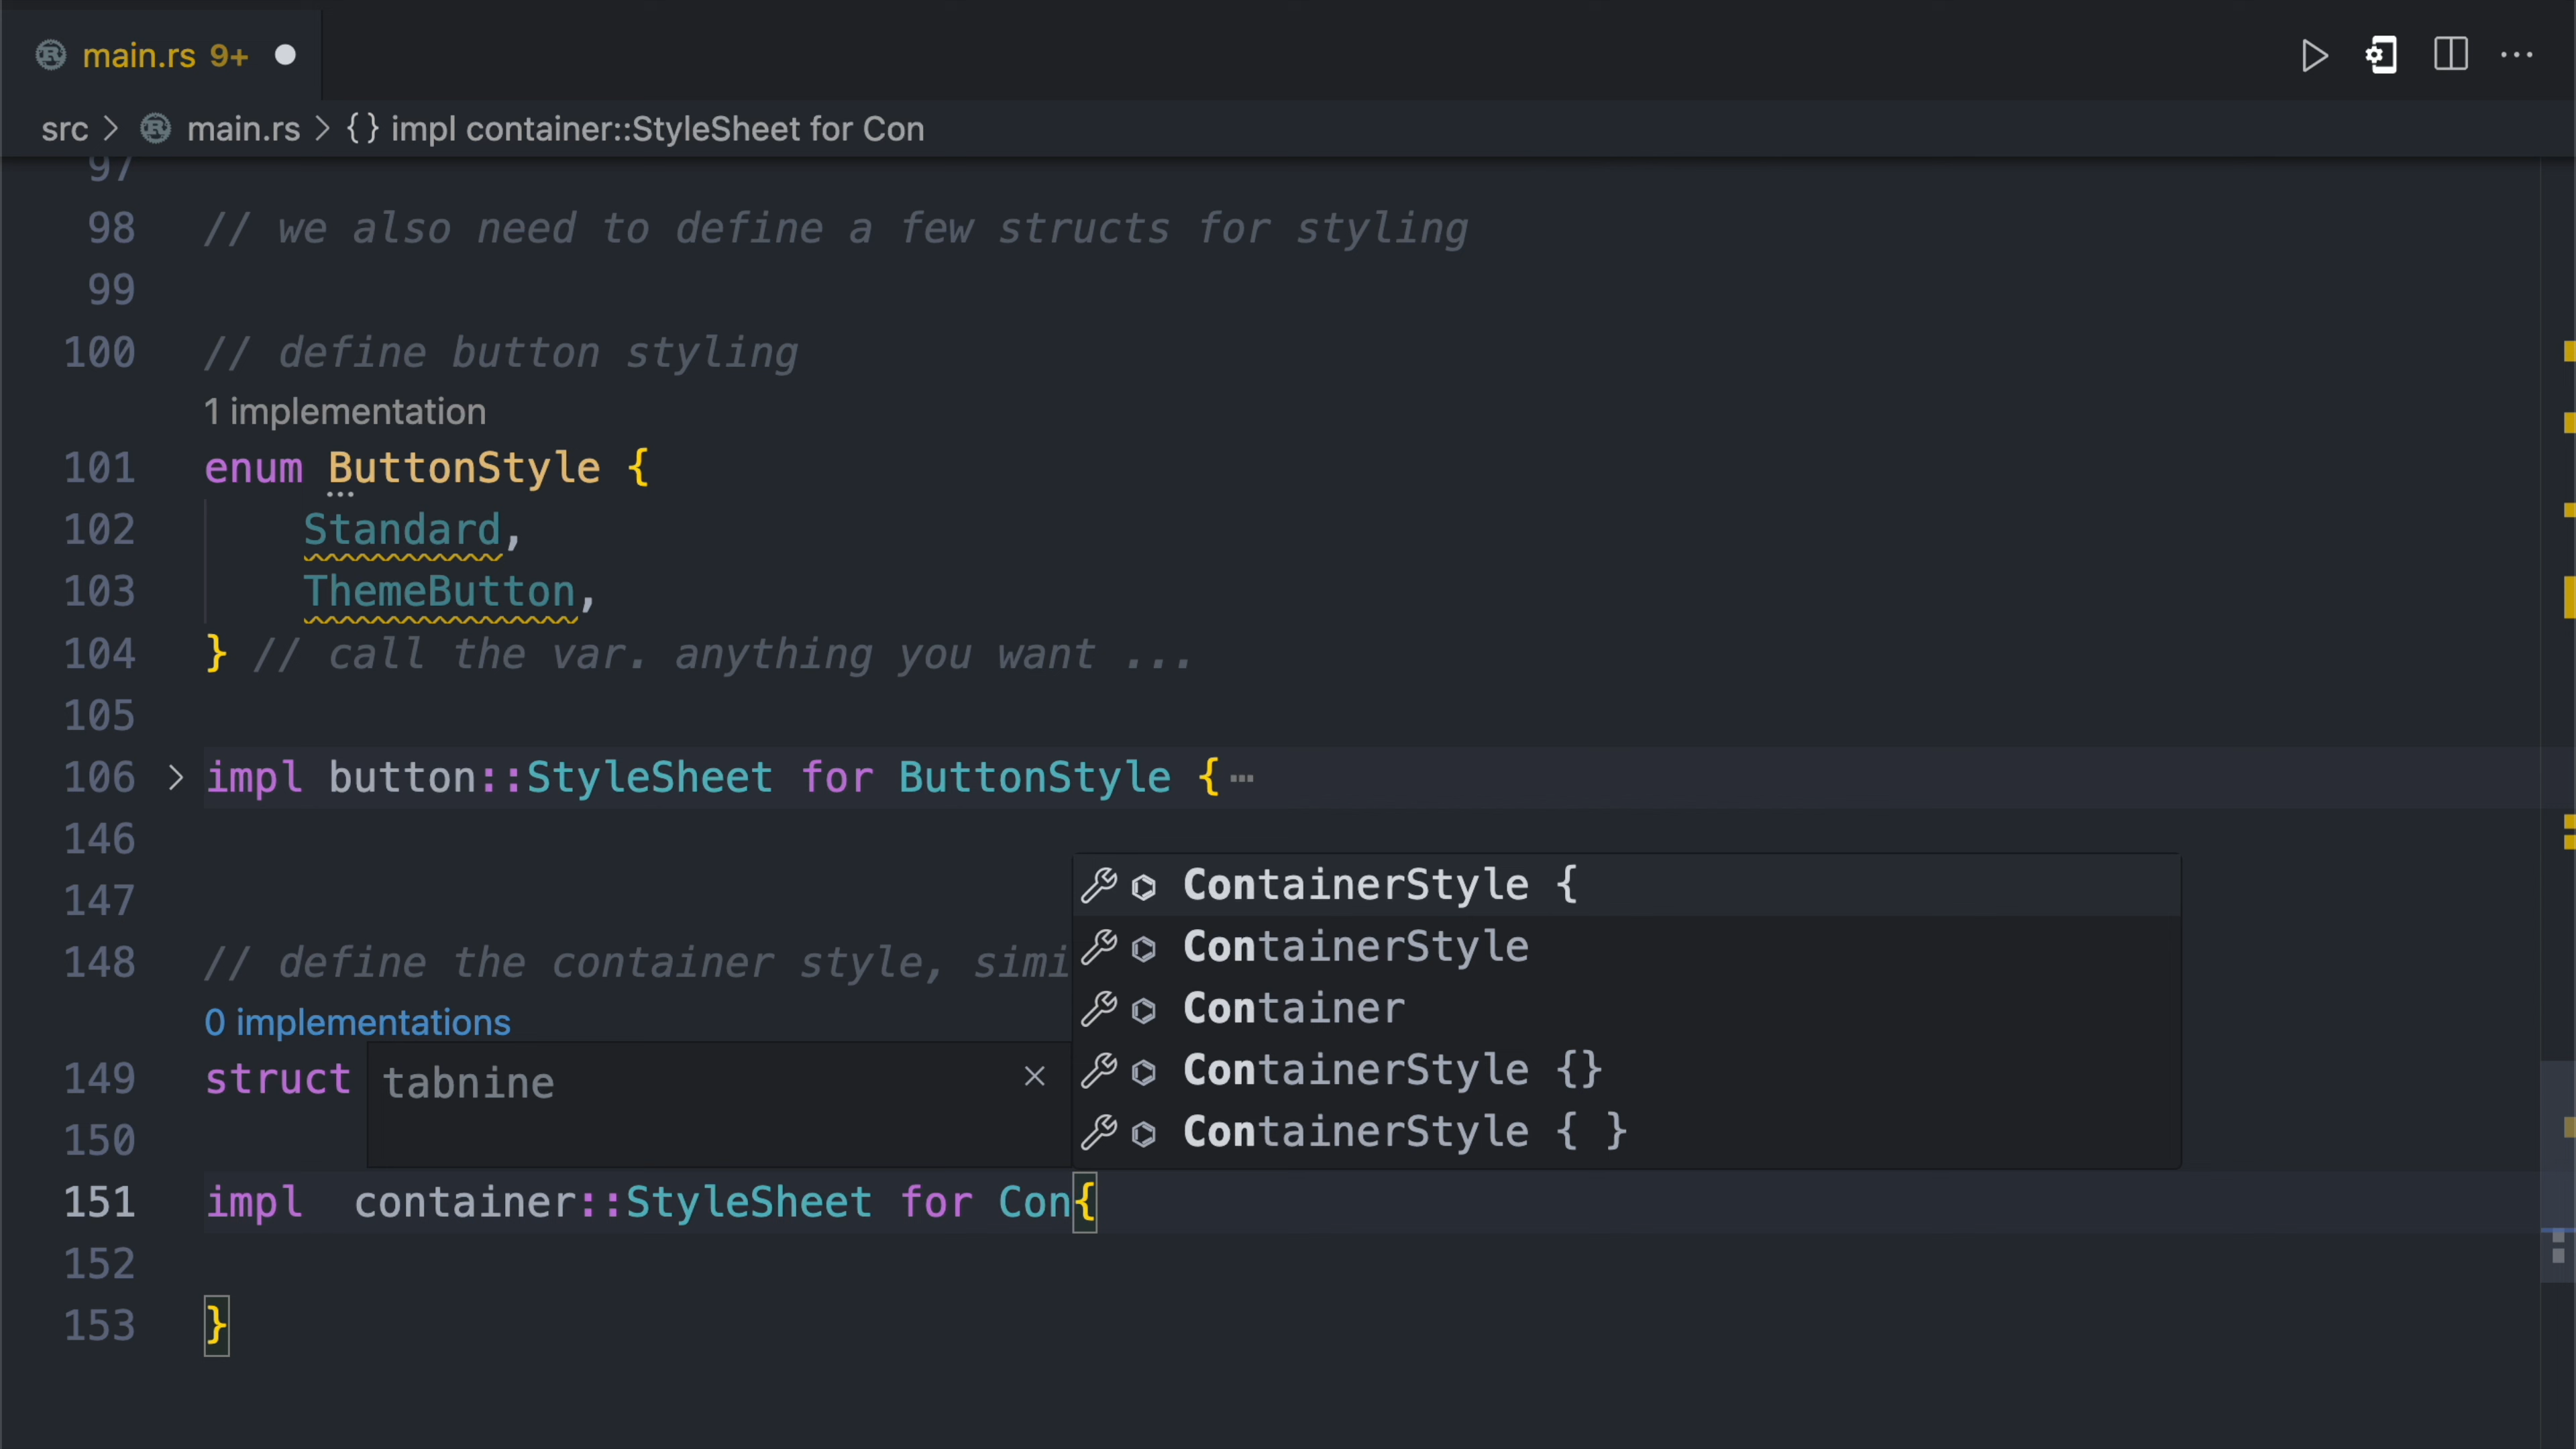 main.rs 9+
src > main.rs > {} impl container::StyleSheet for Con
97
98 // we also need to define a few structs for styling
99
100 // define button styling
1 implementation
101 enum ButtonStyle {
102 Standard,
103 ThemeButton,
104 } // call the var. anything you want ...
105
106 impl button::StyleSheet for ButtonStyle {
146
147
148 // define the container style, simi
0 implementations
149 struct
150
151 impl  container::StyleSheet for Con{
152
153 }
tabnine
ContainerStyle {
ContainerStyle
Container
ContainerStyle {}
ContainerStyle { }